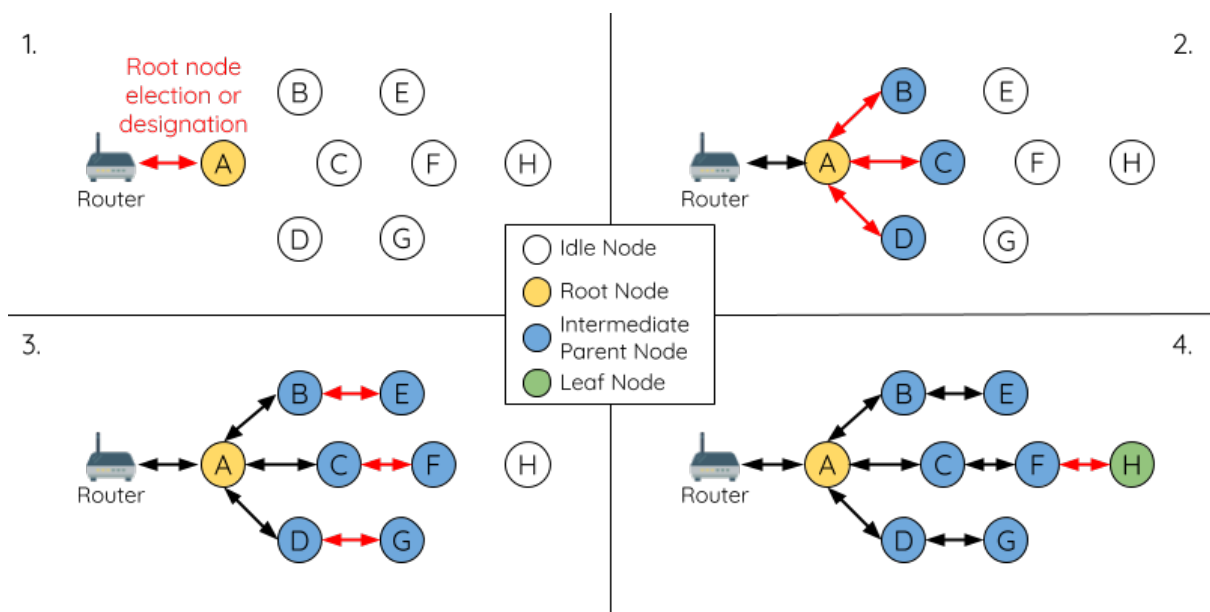 1.
Root node
election or
designation
Router
A
B
E
C
F
H
D
G
2.
Router
A
B
E
C
F
H
D
G
Idle Node
Root Node
Intermediate
Parent Node
Leaf Node
3.
Router
A
B
E
C
F
H
D
G
4.
Router
A
B
E
C
F
H
D
G